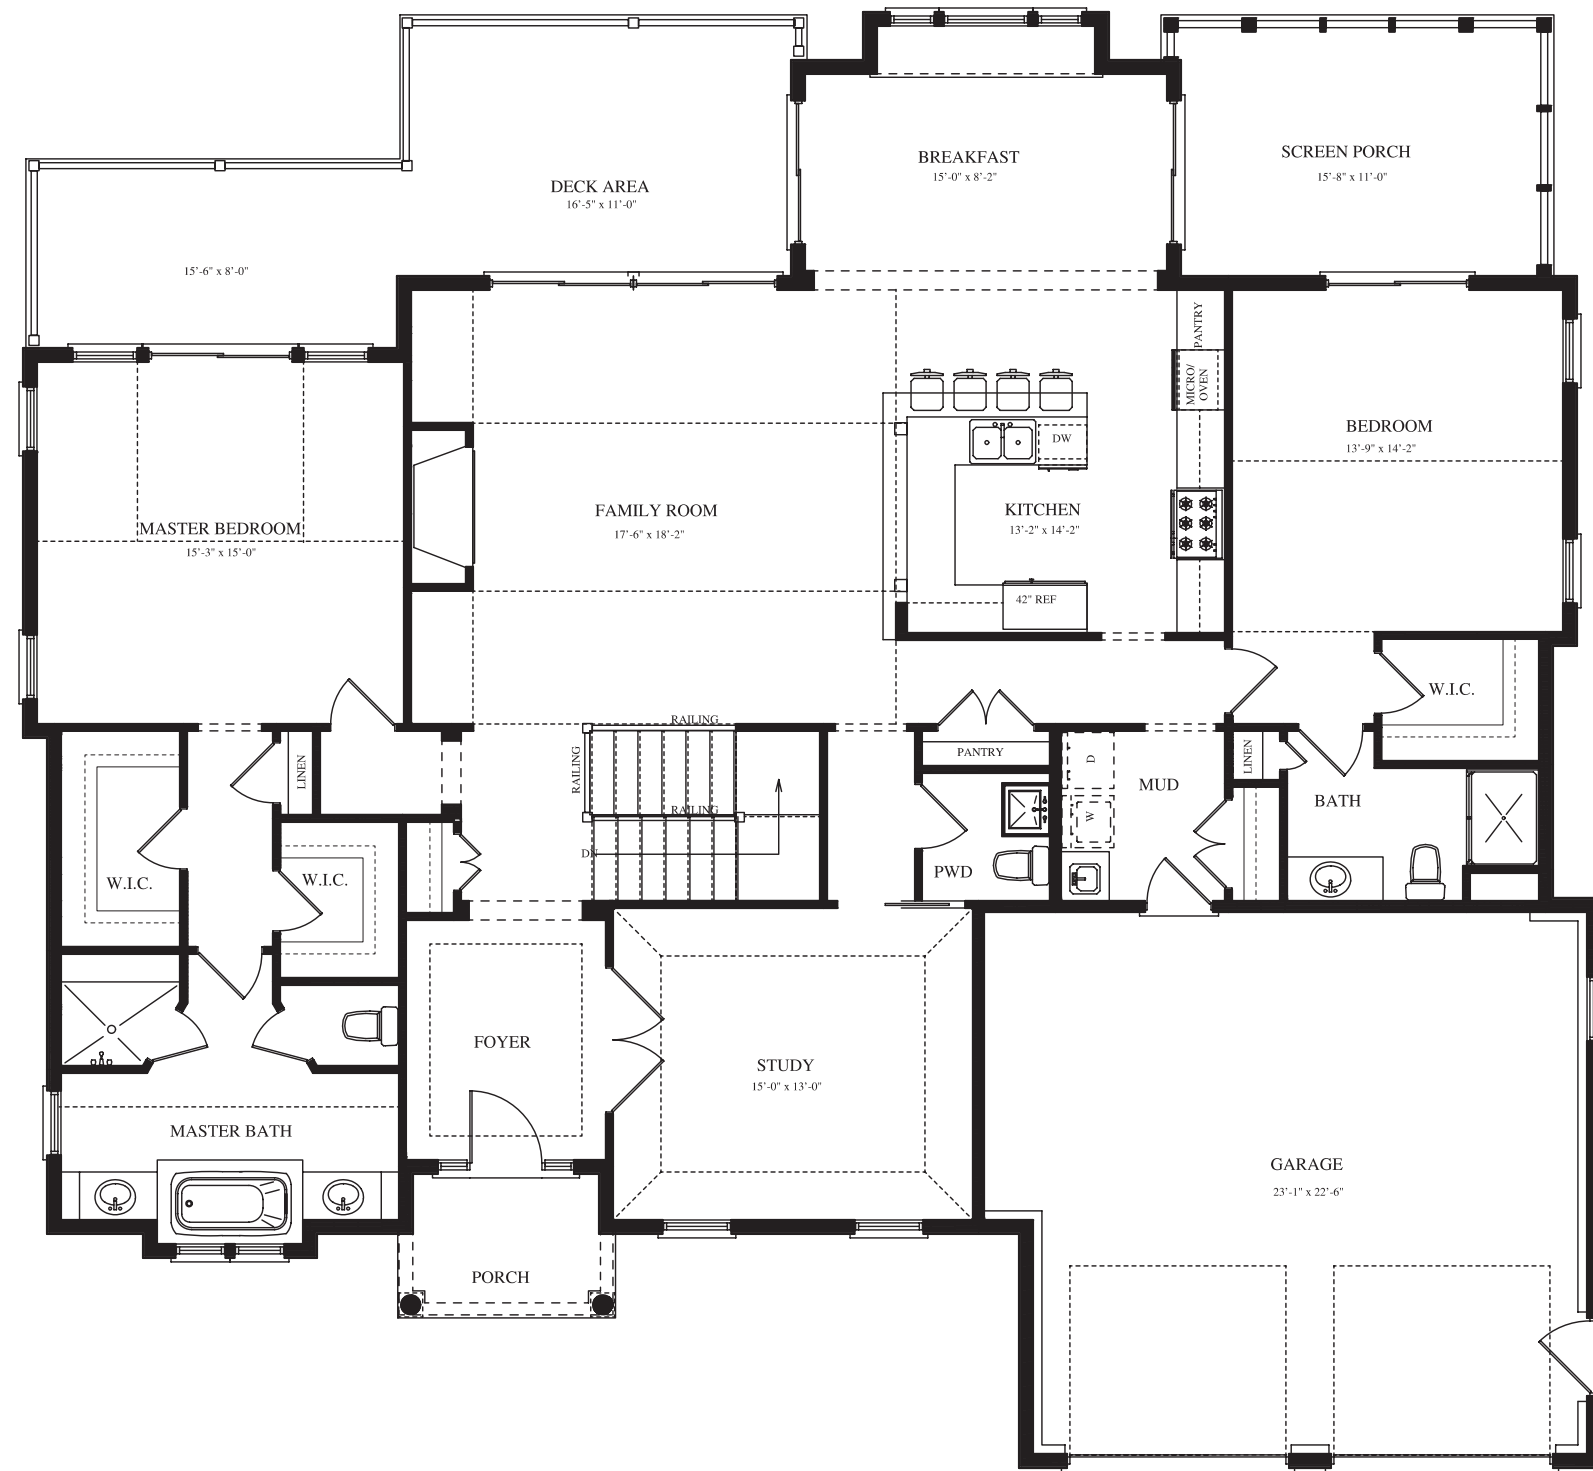 BREAKFAST
15'-0" x 8'-2"
SCREEN PORCH
15'-8" x 11'-0"
DECK AREA
16'-5" x 11'-0"
15'-6" x 8'-0"
PANTRY
MICRO/
OVEN
DW
BEDROOM
13'-9" x 14'-2"
FAMILY ROOM
17'-6" x 18'-2"
KITCHEN
13'-2" x 14'-2"
MASTER BEDROOM
15'-3" x 15'-0"
42" REF
W.I.C.
RAILING
RAILING
RAILING
DN
LINEN
PANTRY
D
W
MUD
LINEN
BATH
W.I.C.
W.I.C.
PWD
FOYER
STUDY
15'-0" x 13'-0"
MASTER BATH
GARAGE
23'-1" x 22'-6"
PORCH